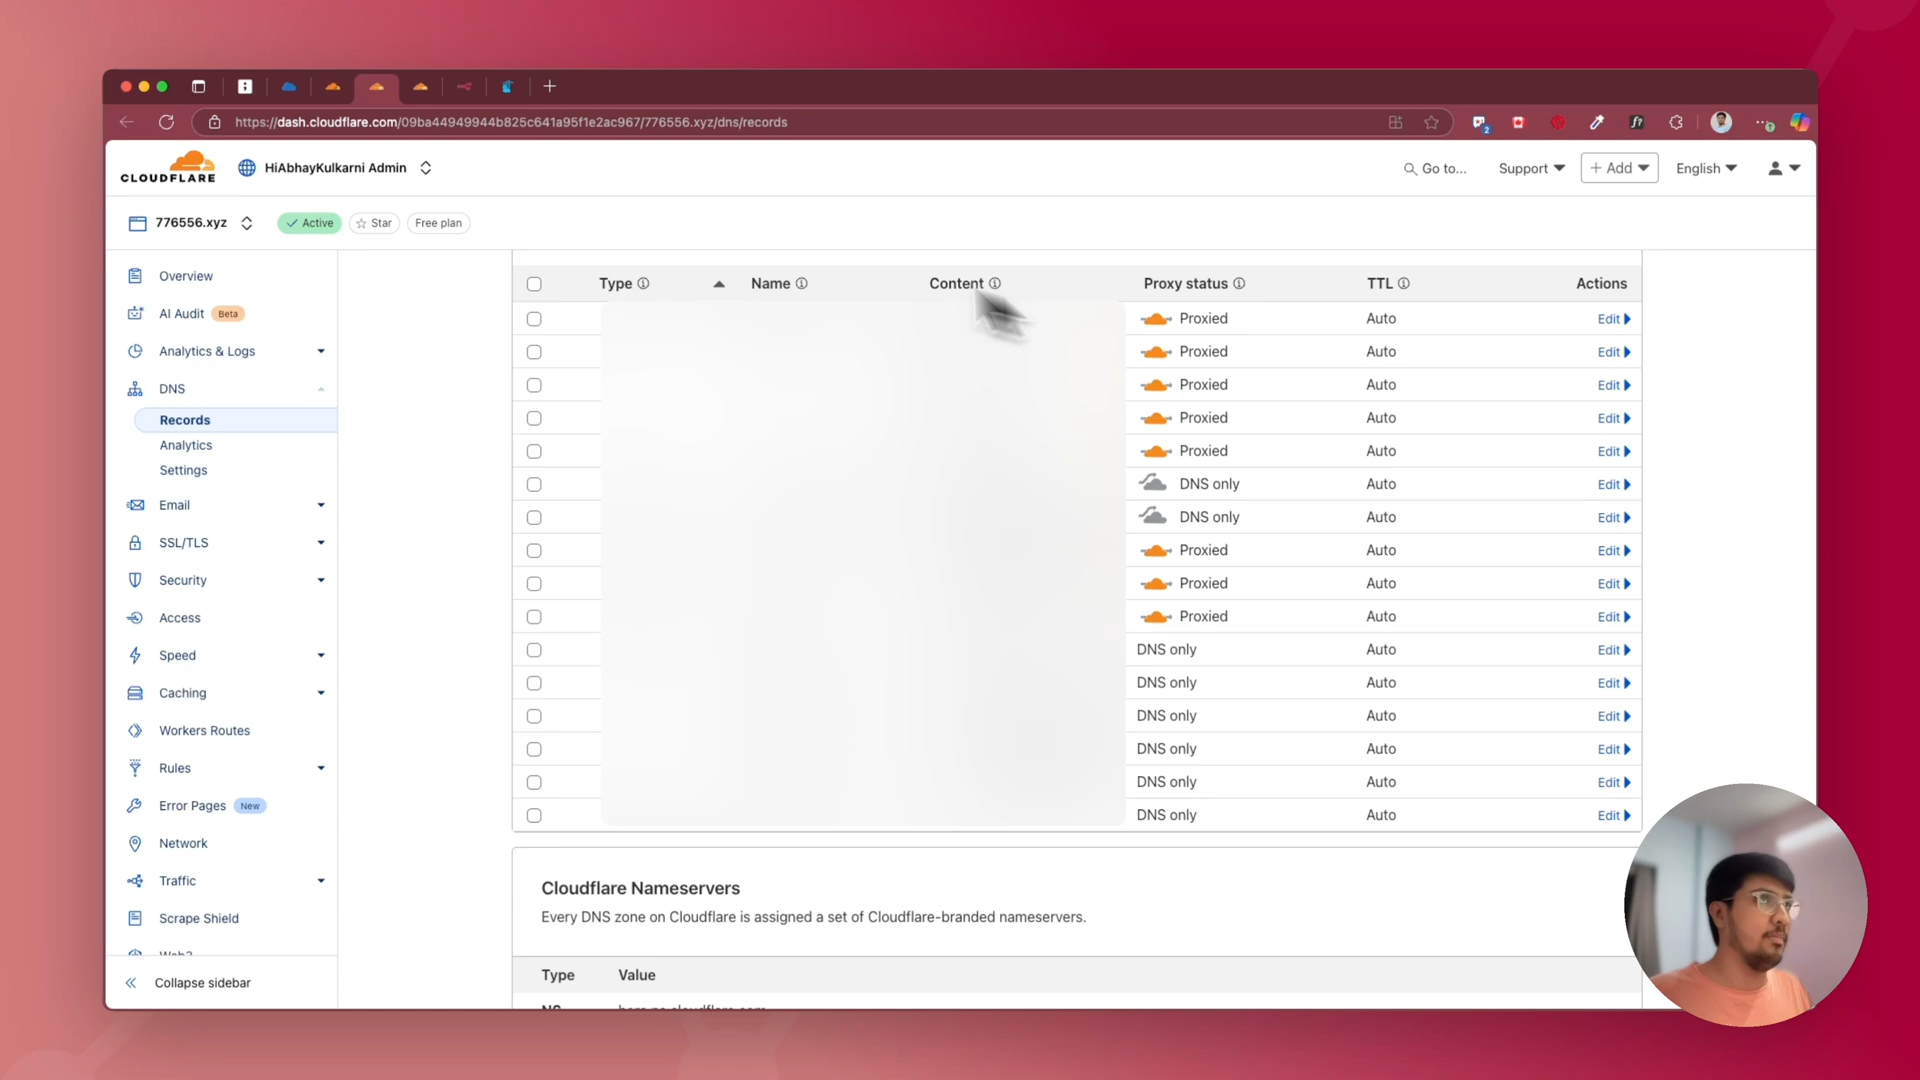 https://dash.cloudflare.com/09ba44949944b825c641a95f1e2ac967/776556.xyz/dns/records
2
CLOUDFLARE
HiAbhayKulkarni Admin
Go to...
Support
+ Add
English
776556.xyz
Active
Star
Free plan
Overview
AI Audit Beta
Analytics & Logs
DNS
Records
Analytics
Settings
Email
SSL/TLS
Security
Access
Speed
Caching
Workers Routes
Rules
Error Pages New
Network
Traffic
Scrape Shield
Web3
Collapse sidebar
Type Name Content Proxy status TTL Actions
Proxied Auto Edit
Proxied Auto Edit
Proxied Auto Edit
Proxied Auto Edit
Proxied Auto Edit
DNS only Auto Edit
DNS only Auto Edit
Proxied Auto Edit
Proxied Auto Edit
Proxied Auto Edit
DNS only Auto Edit
DNS only Auto Edit
DNS only Auto Edit
DNS only Auto Edit
DNS only Auto Edit
DNS only Auto Edit
Cloudflare Nameservers
Every DNS zone on Cloudflare is assigned a set of Cloudflare-branded nameservers.
Type Value
NS